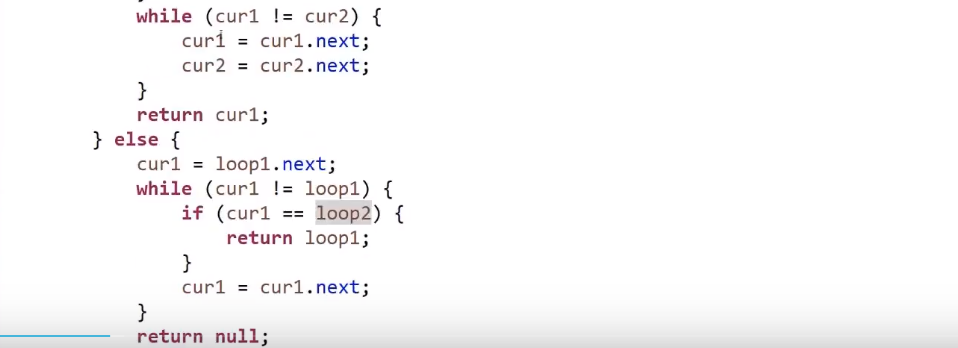 while (cur1 != cur2) {
cur1 = cur1.next;
cur2 = cur2.next;
}
return cur1;
} else {
cur1 = loop1.next;
while (cur1 != loop1) {
if (cur1 == loop2) {
return loop1;
}
cur1 = cur1.next;
}
return null;